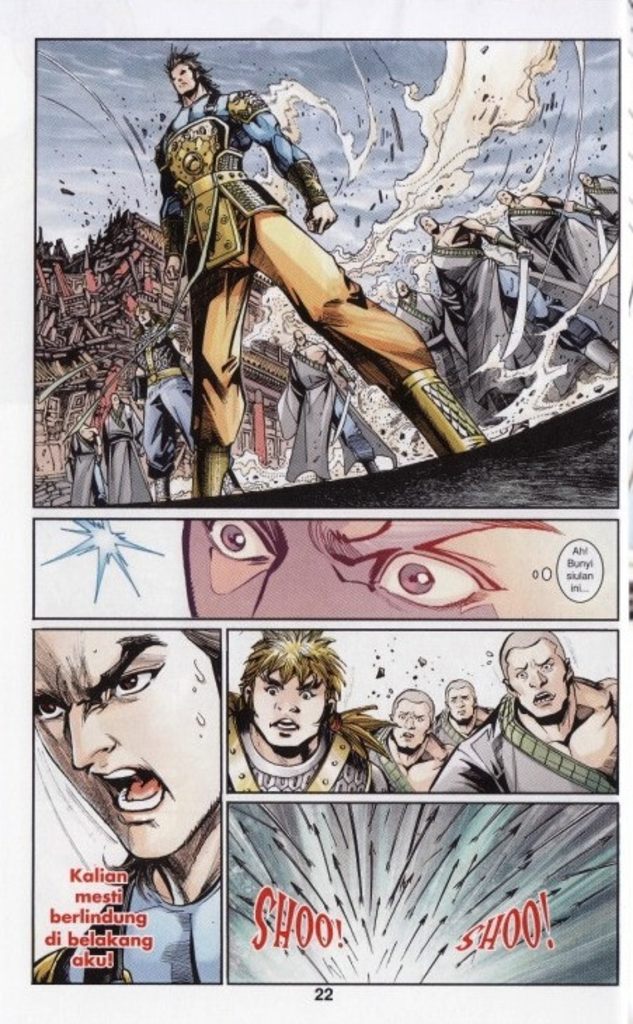 Ah!
Bunyi
siulan
ini...
Kalian
mesti
berlindung
di belakang
aku!
SHOO!
SHOO!
22